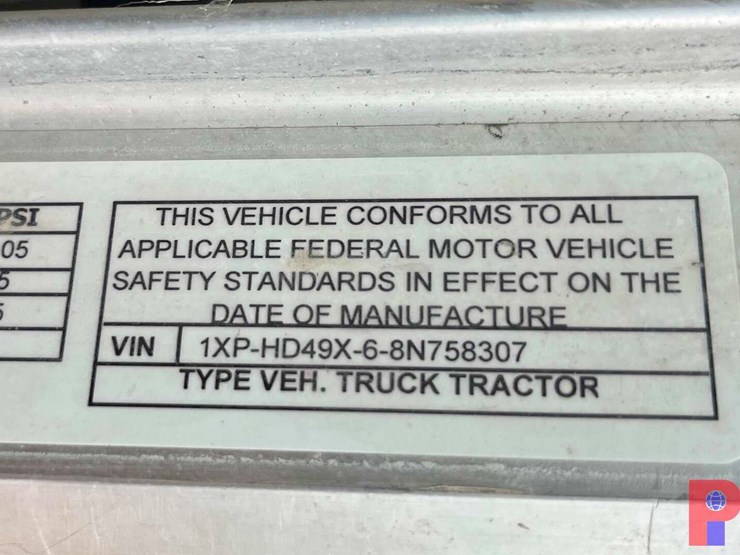 PSI
05
5
5
THIS VEHICLE CONFORMS TO ALL
APPLICABLE FEDERAL MOTOR VEHICLE
SAFETY STANDARDS IN EFFECT ON THE
DATE OF MANUFACTURE
VIN 1XP-HD49X-6-8N758307
TYPE VEH. TRUCK TRACTOR